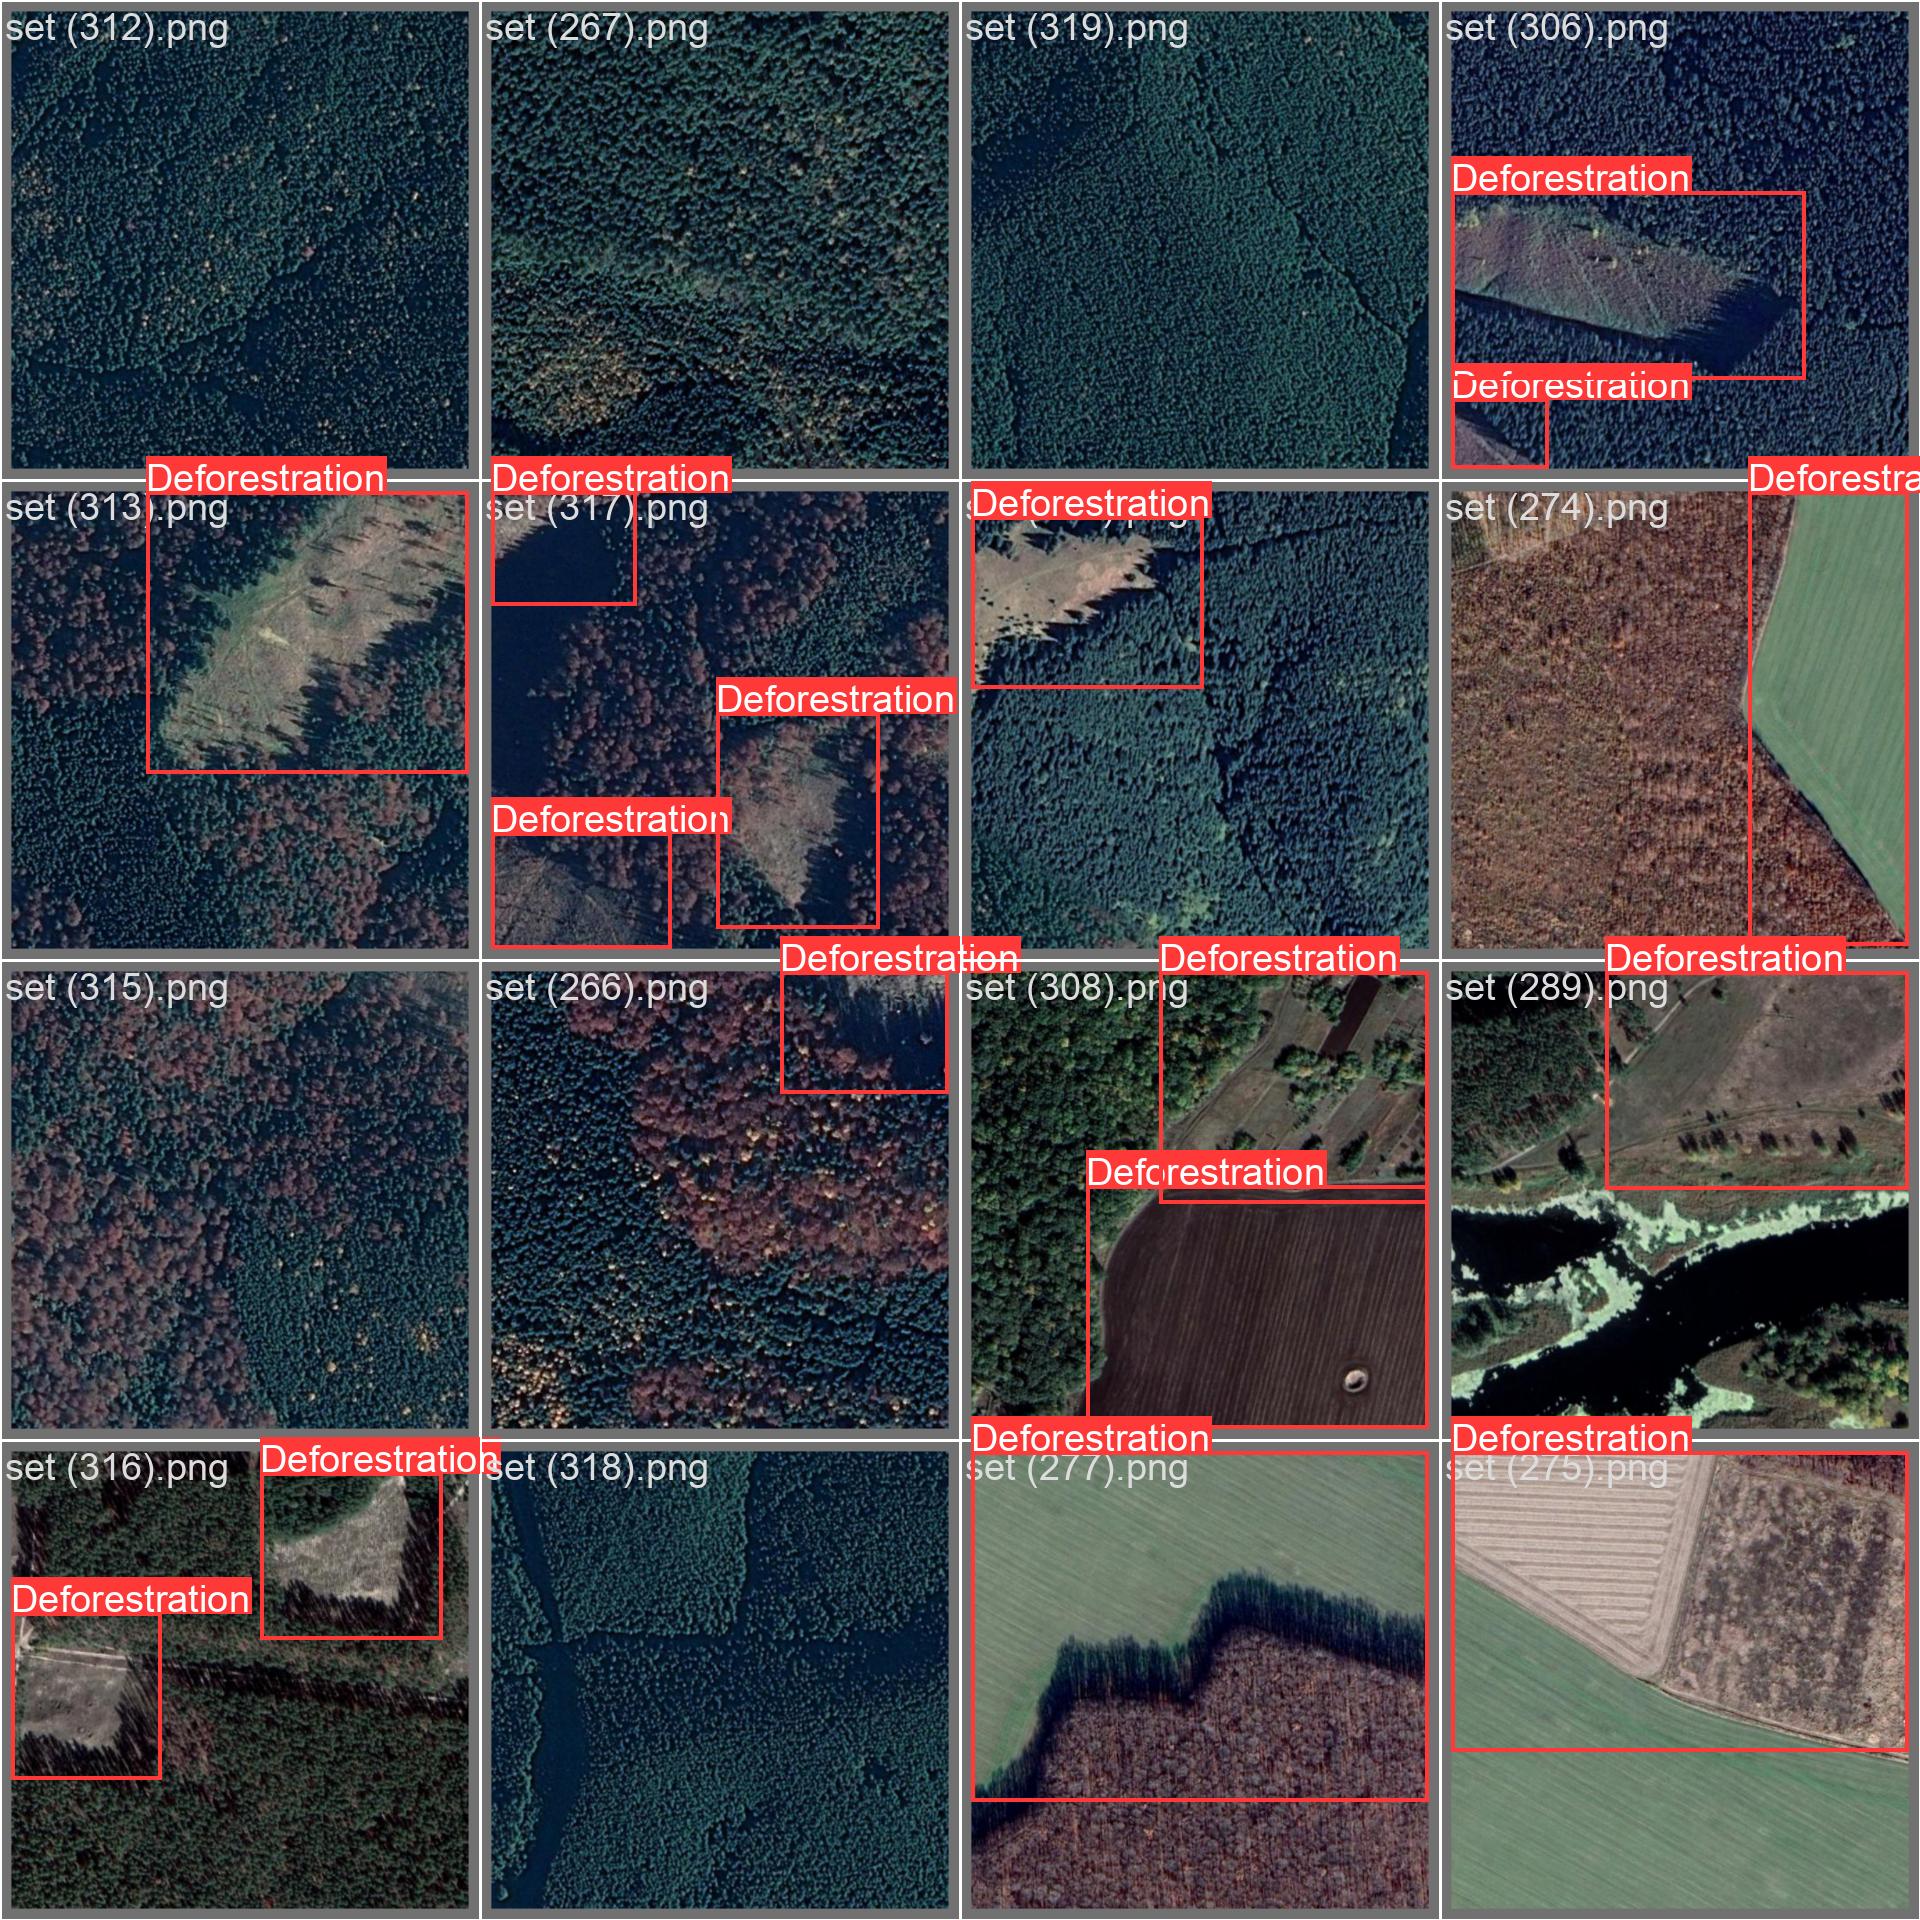 set (312).png
set (267).png
set (319).png
set (306).png
Deforestration
Deforestration
Deforestration
Deforestration
Deforestra
set (313).png
set (317).png
Deforestration
set (274).png
Deforestration
Deforestration
Deforestration
Deforestration
Deforestration
set (315).png
set (266).png
set (308).png
set (289).png
Deforestration
Deforestration
Deforestration
Deforestration
set (316).png
set (318).png
set (277).png
set (275).png
Deforestration